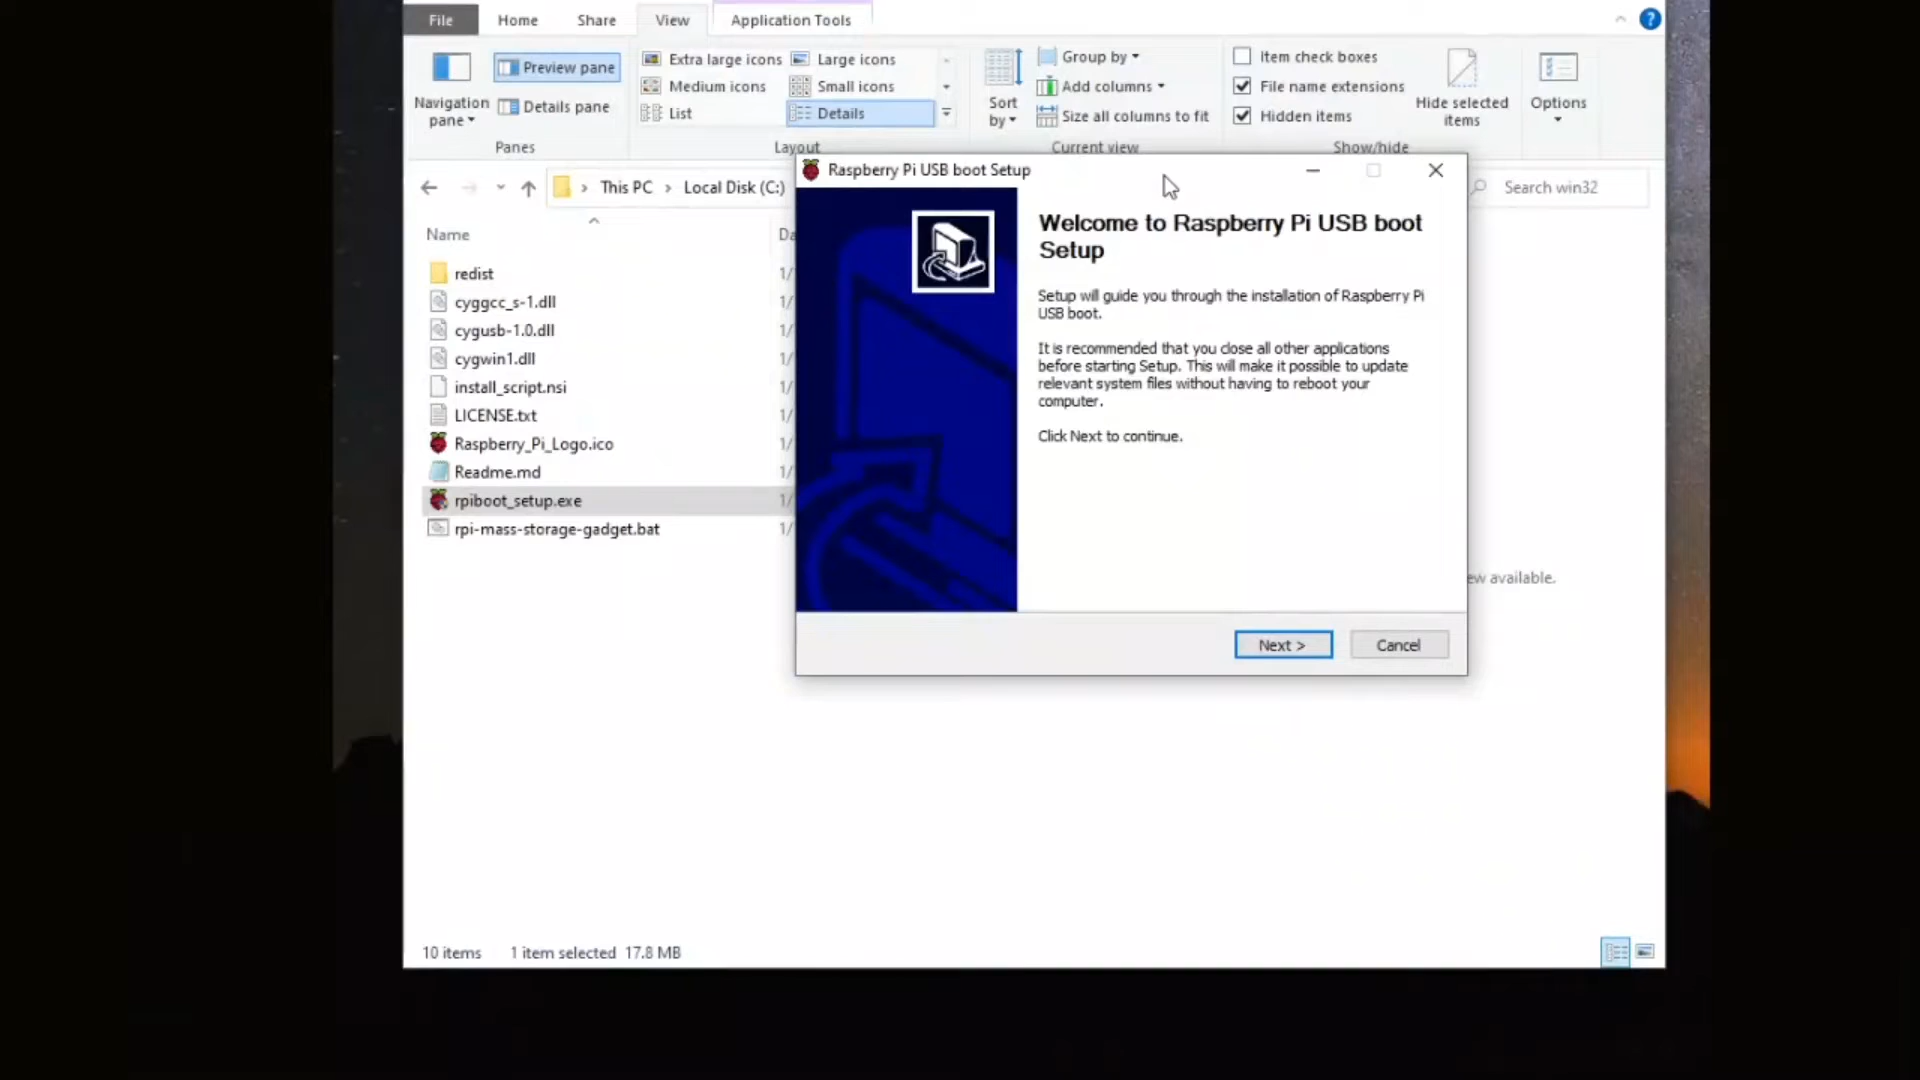 File Home Share View Application Tools
Navigation pane
Preview pane
Details pane
Panes
Extra large icons Large icons
Medium icons Small icons
List Details
Layout
Sort by
Group by
Add columns
Size all columns to fit
Current view
Item check boxes
File name extensions
Hidden items
Hide selected items
Show/hide
Options
This PC > Local Disk (C:)
Search win32
Name
redist
cyggcc_s-1.dll
cygusb-1.0.dll
cygwin1.dll
install_script.nsi
LICENSE.txt
Raspberry_Pi_Logo.ico
Readme.md
rpiboot_setup.exe
rpi-mass-storage-gadget.bat
Raspberry Pi USB boot Setup
Welcome to Raspberry Pi USB boot
Setup
Setup will guide you through the installation of Raspberry Pi
USB boot.
It is recommended that you close all other applications
before starting Setup. This will make it possible to update
relevant system files without having to reboot your
computer.
Click Next to continue.
Next >
Cancel
available.
10 items 1 item selected 17.8 MB